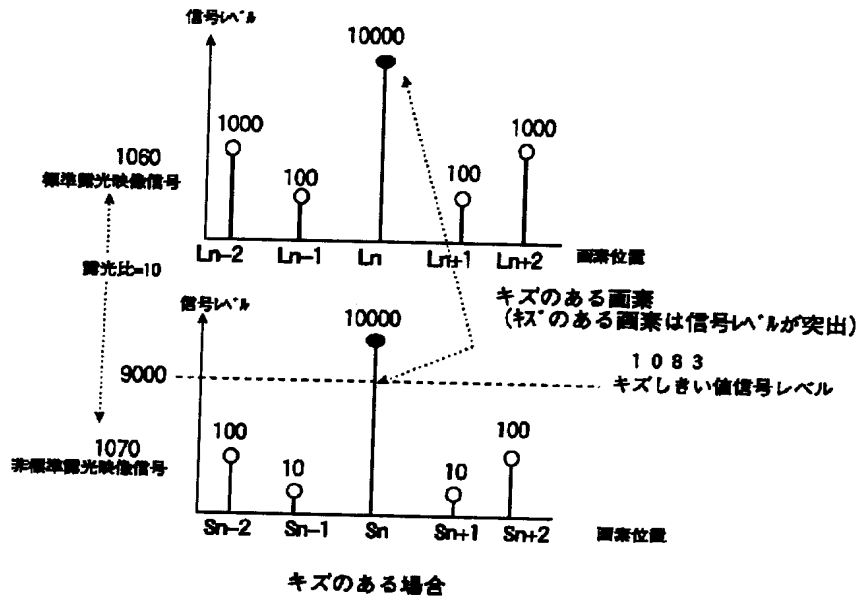 信号レベル
10000
1000
1000
100
100
1060
標準露光映像信号
Ln-2 Ln-1 Ln Ln+1 Ln+2 画素位置
露光比=10
キズのある画素
(キズのある画素は信号レベルが突出)
信号レベル
10000
1083
9000
キズしきい値信号レベル
100
100
1070
10
10
非標準露光映像信号
Sn-2 Sn-1 Sn Sn+1 Sn+2 画素位置
キズのある場合